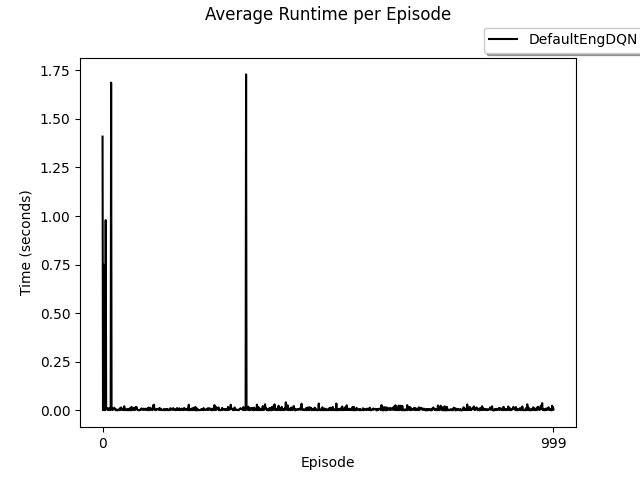 Average Runtime per Episode
DefaultEngDQN
1.75
1.50
1.25
1.00
0.75
0.50
0.25
0.00
Time (seconds)
0
999
Episode